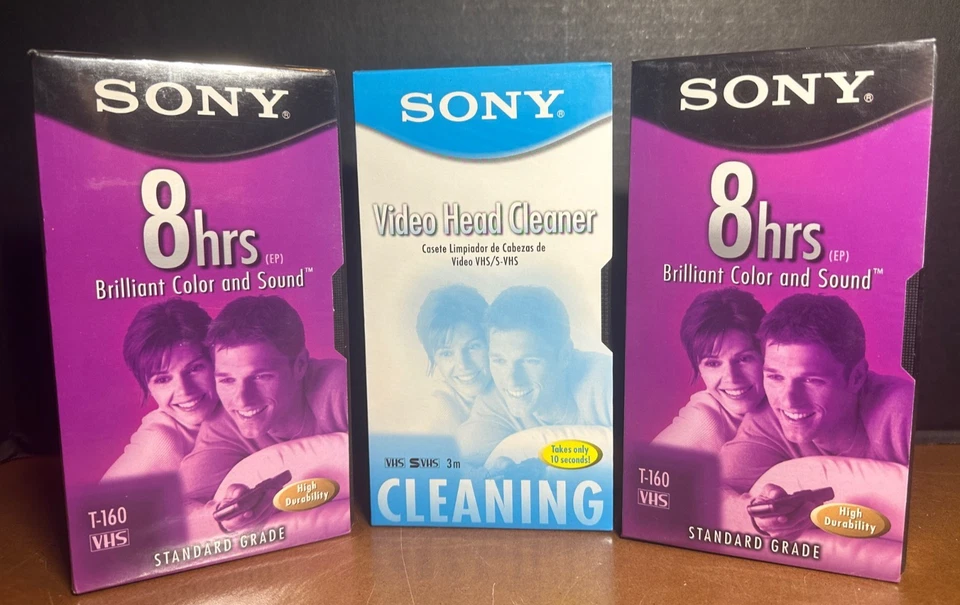 SONY®
8hrs (EP)
Brilliant Color and Sound™
High
Durability
T-160
VHS
STANDARD GRADE
SONY®
Video Head Cleaner
Casete Limpiador de Cabezas de
Video VHS/S-VHS
Takes only
10 seconds!
VHS SVHS 3m
CLEANING
SONY®
8hrs (EP)
Brilliant Color and Sound™
T-160
VHS
High
Durability
STANDARD GRADE